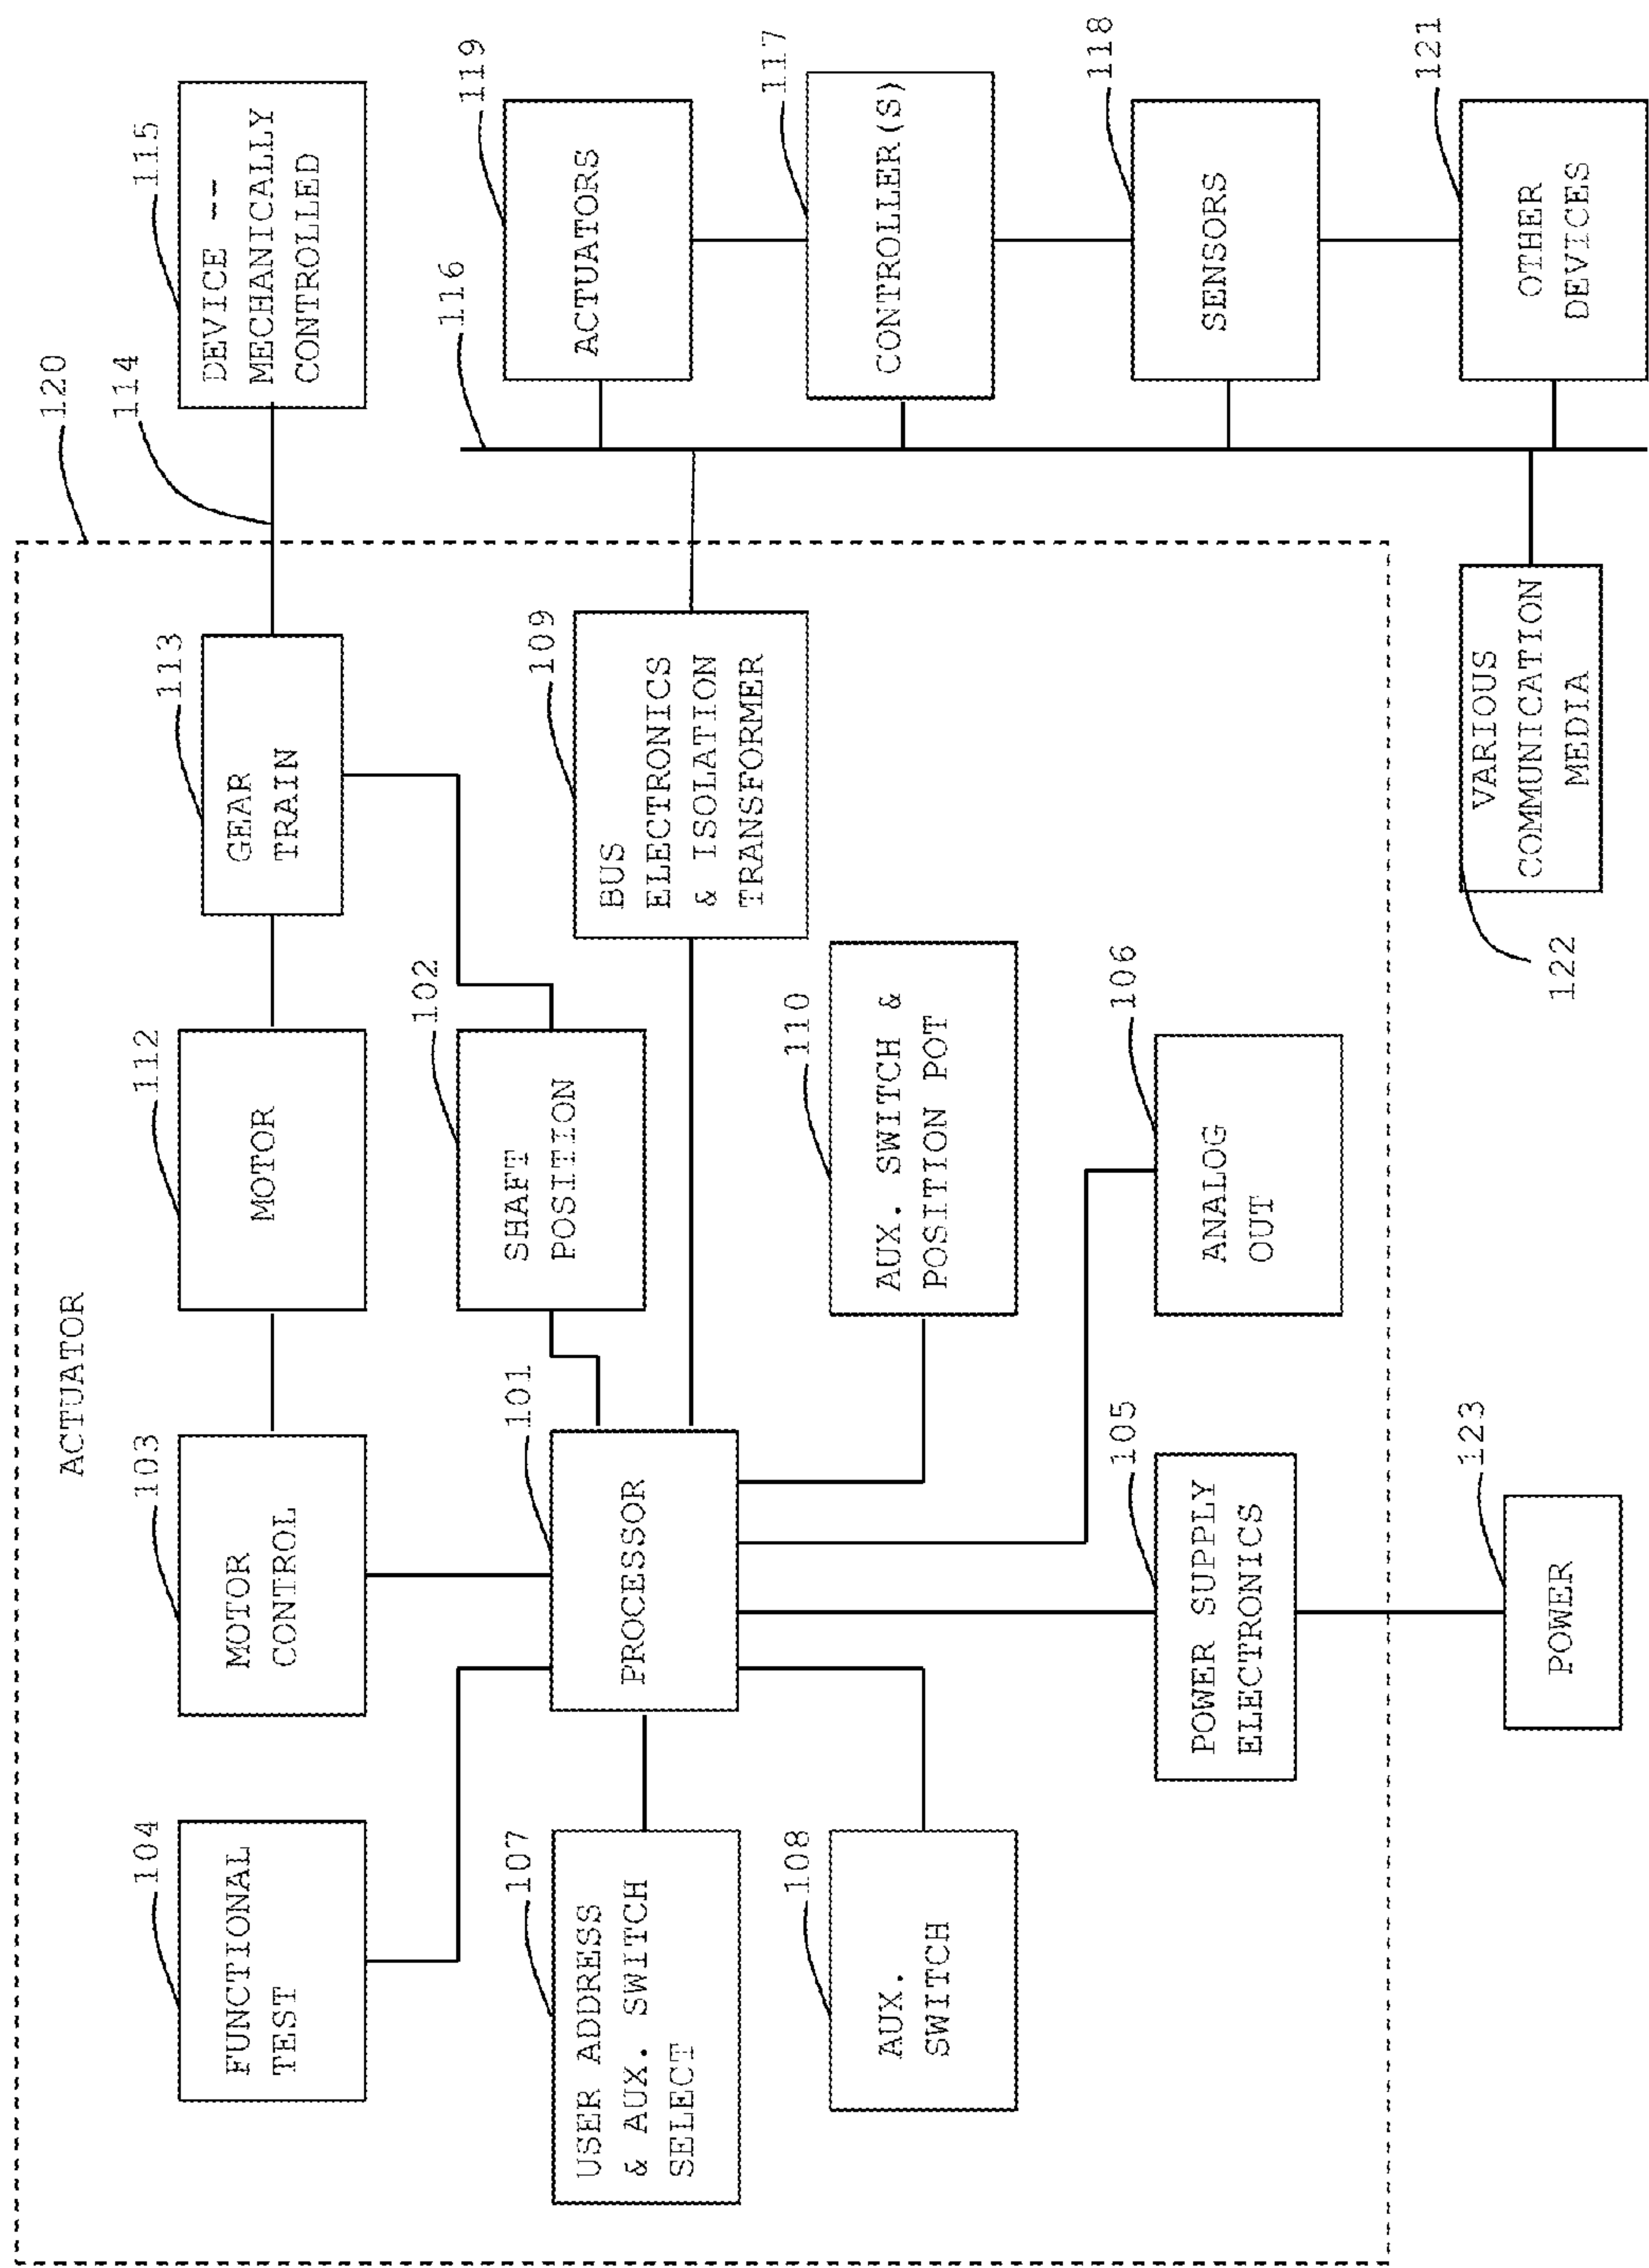 ACTUATOR
120
104
FUNCTIONAL
TEST
103
MOTOR
CONTROL
112
MOTOR
113
GEAR
TRAIN
114
115
DEVICE --
MECHANICALLY
CONTROLLED
107
USER ADDRESS
& AUX. SWITCH
SELECT
101
PROCESSOR
102
SHAFT
POSITION
109
BUS
ELECTRONICS
& ISOLATION
TRANSFORMER
116
119
ACTUATORS
108
AUX.
SWITCH
110
AUX. SWITCH &
POSITION POT
117
CONTROLLER(S)
105
POWER SUPPLY
ELECTRONICS
106
ANALOG
OUT
118
SENSORS
123
POWER
122
VARIOUS
COMMUNICATION
MEDIA
121
OTHER
DEVICES